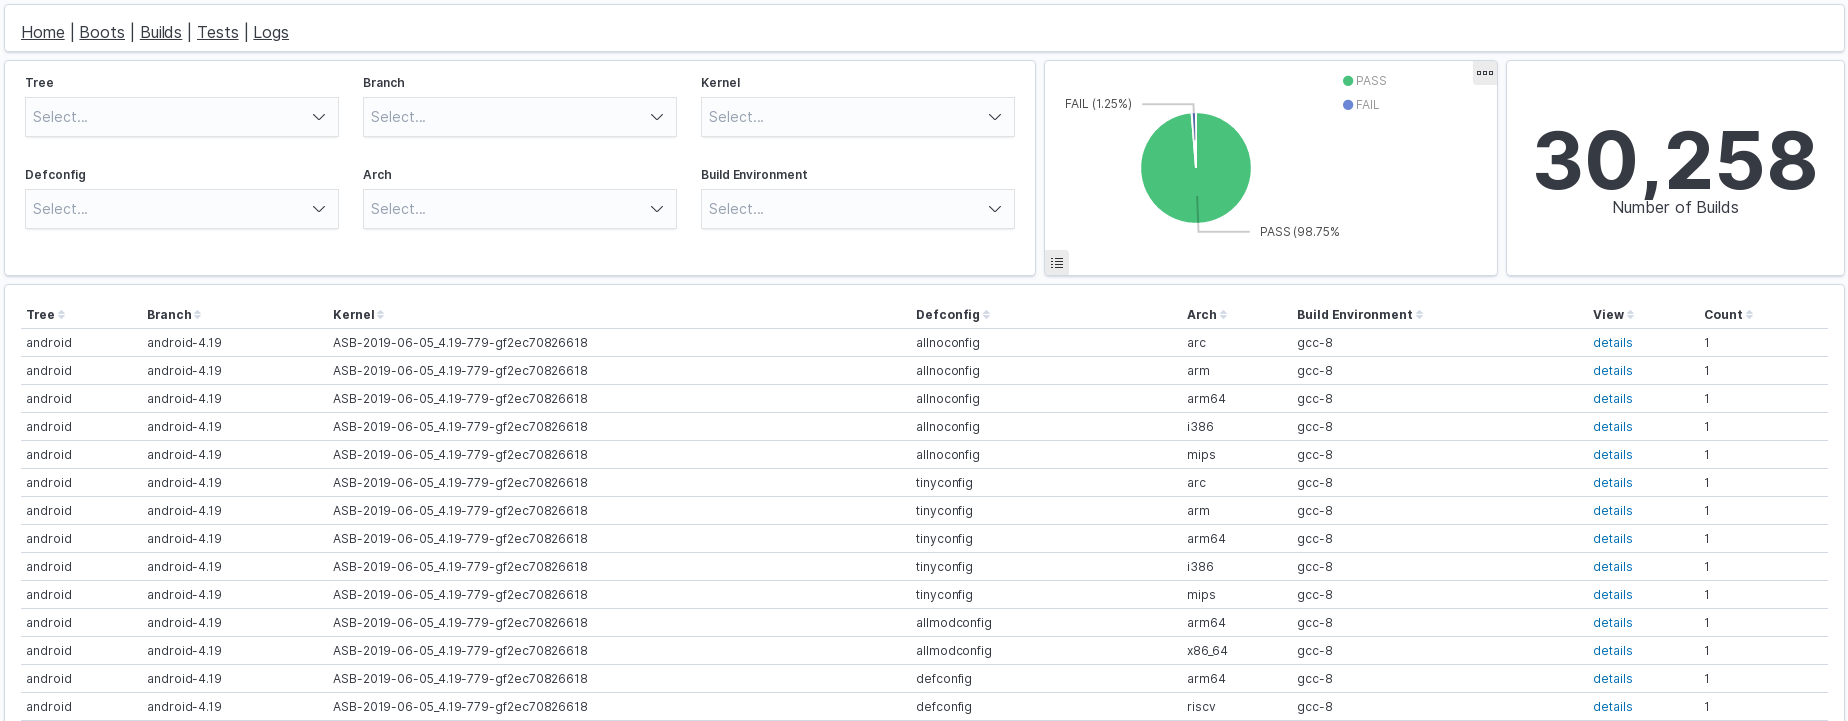 Home | Boots | Builds | Tests | Logs
Tree Branch Kernel
Select... Select... Select...
Defconfig Arch Build Environment
Select... Select... Select...
PASS
FAIL
FAIL (1.25%)
PASS (98.75%
30,258
Number of Builds
Tree Branch Kernel Defconfig Arch Build Environment View Count
android android-4.19 ASB-2019-06-05_4.19-779-gf2ec70826618 allnoconfig arc gcc-8 details 1
android android-4.19 ASB-2019-06-05_4.19-779-gf2ec70826618 allnoconfig arm gcc-8 details 1
android android-4.19 ASB-2019-06-05_4.19-779-gf2ec70826618 allnoconfig arm64 gcc-8 details 1
android android-4.19 ASB-2019-06-05_4.19-779-gf2ec70826618 allnoconfig i386 gcc-8 details 1
android android-4.19 ASB-2019-06-05_4.19-779-gf2ec70826618 allnoconfig mips gcc-8 details 1
android android-4.19 ASB-2019-06-05_4.19-779-gf2ec70826618 tinyconfig arc gcc-8 details 1
android android-4.19 ASB-2019-06-05_4.19-779-gf2ec70826618 tinyconfig arm gcc-8 details 1
android android-4.19 ASB-2019-06-05_4.19-779-gf2ec70826618 tinyconfig arm64 gcc-8 details 1
android android-4.19 ASB-2019-06-05_4.19-779-gf2ec70826618 tinyconfig i386 gcc-8 details 1
android android-4.19 ASB-2019-06-05_4.19-779-gf2ec70826618 tinyconfig mips gcc-8 details 1
android android-4.19 ASB-2019-06-05_4.19-779-gf2ec70826618 allmodconfig arm64 gcc-8 details 1
android android-4.19 ASB-2019-06-05_4.19-779-gf2ec70826618 allmodconfig x86_64 gcc-8 details 1
android android-4.19 ASB-2019-06-05_4.19-779-gf2ec70826618 defconfig arm64 gcc-8 details 1
android android-4.19 ASB-2019-06-05_4.19-779-gf2ec70826618 defconfig riscv gcc-8 details 1